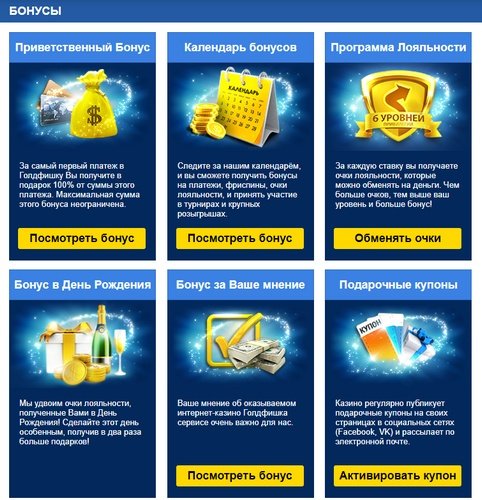 БОНУСЫ
Приветственный Бонус
За самый первый платеж в
Голдфишку Вы получите в
подарок 100% от суммы этого
платежа. Максимальная сумма
этого бонуса неограничена.
Посмотреть бонус
Календарь бонусов
КАЛЕНДАРЬ
Следите за нашим календарём,
и вы сможете получить бонусы
на платежи, фриспины, очки
лояльности, и принять участие
в турнирах и крупных
розыгрышах.
Посмотреть бонус
Программа Лояльности
6 УРОВНЕЙ
За каждую ставку вы получаете
очки лояльности, которые
можно обменять на деньги. Чем
больше очков, тем выше ваш
уровень и больше бонус!
Обменять очки
Бонус в День Рождения
Мы удвоим очки лояльности,
полученные Вами в День
Рождения! Сделайте этот день
особенным, получив в два раза
больше подарков!
Бонус за Ваше мнение
Ваше мнение об оказываемом
интернет-казино Голдфишка
сервисе очень важно для нас.
Посмотреть бонус
Подарочные купоны
КУПОН
Казино регулярно публикует
подарочные купоны на своих
страницах в социальных сетях
(Facebook, VK) и рассылает по
электронной почте.
Активировать купон